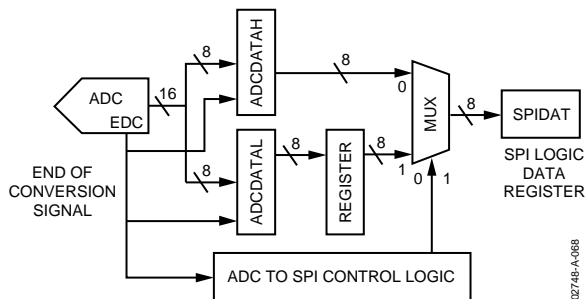 ADC
EDC
16
8
8
ADCDATAH
ADCDATAL
8
REGISTER
8
8
0
1
MUX
0 1
8
SPIDAT
SPI LOGIC
DATA
REGISTER
END OF
CONVERSION
SIGNAL
ADC TO SPI CONTROL LOGIC
02748-A-068